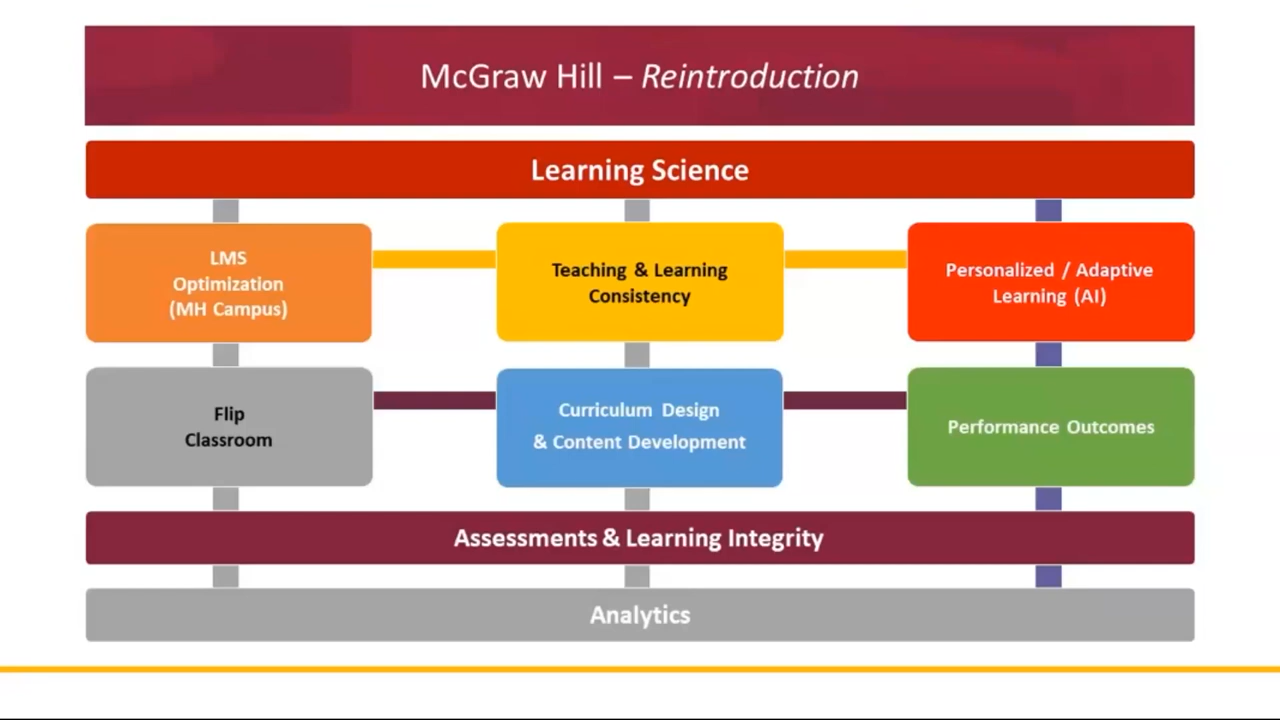 McGraw Hill – Reintroduction
Learning Science
LMS
Optimization
(MH Campus)
Teaching & Learning
Consistency
Personalized / Adaptive
Learning (AI)
Flip
Classroom
Curriculum Design
& Content Development
Performance Outcomes
Assessments & Learning Integrity
Analytics